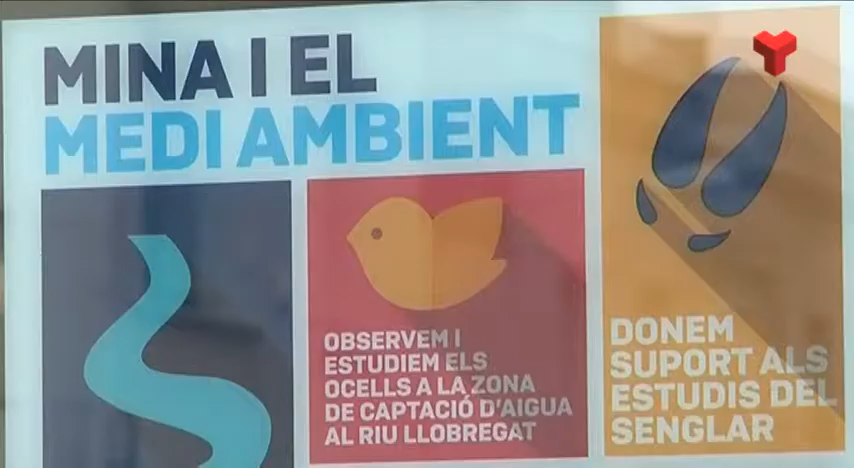 MINA I EL
MEDI AMBIENT
OBSERVEM I
ESTUDIEM ELS
OCELLS A LA ZONA
DE CAPTACIÓ D'AIGUA
AL RIU LLOBREGAT
DONEM
SUPORT ALS
ESTUDIS DEL
SENGLAR